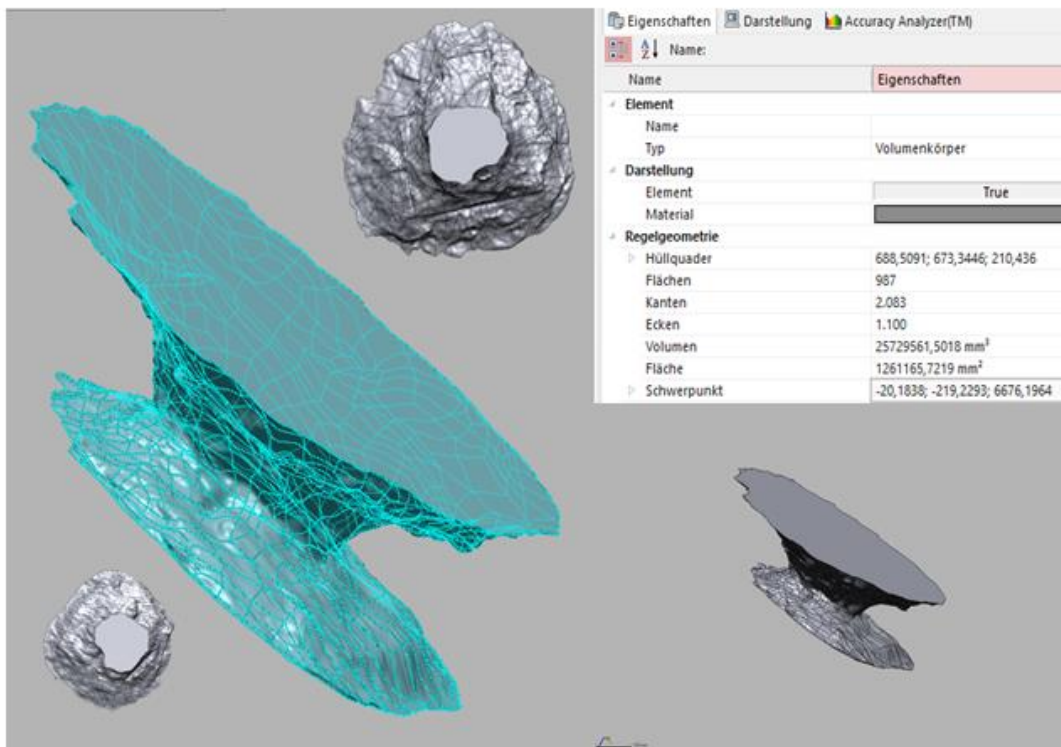 Eigenschaften Darstellung Accuracy Analyzer(TM)
Name:
Name Eigenschaften
Element
Name
Typ Volumenkörper
Darstellung
Element True
Material
Regelgeometrie
Hüllquader 688,5091; 673,3446; 210,436
Flächen 987
Kanten 2.083
Ecken 1.100
Volumen 25729561,5018 mm³
Fläche 1261165,7219 mm²
Schwerpunkt -20,1838; -219,2293; 6676,1964